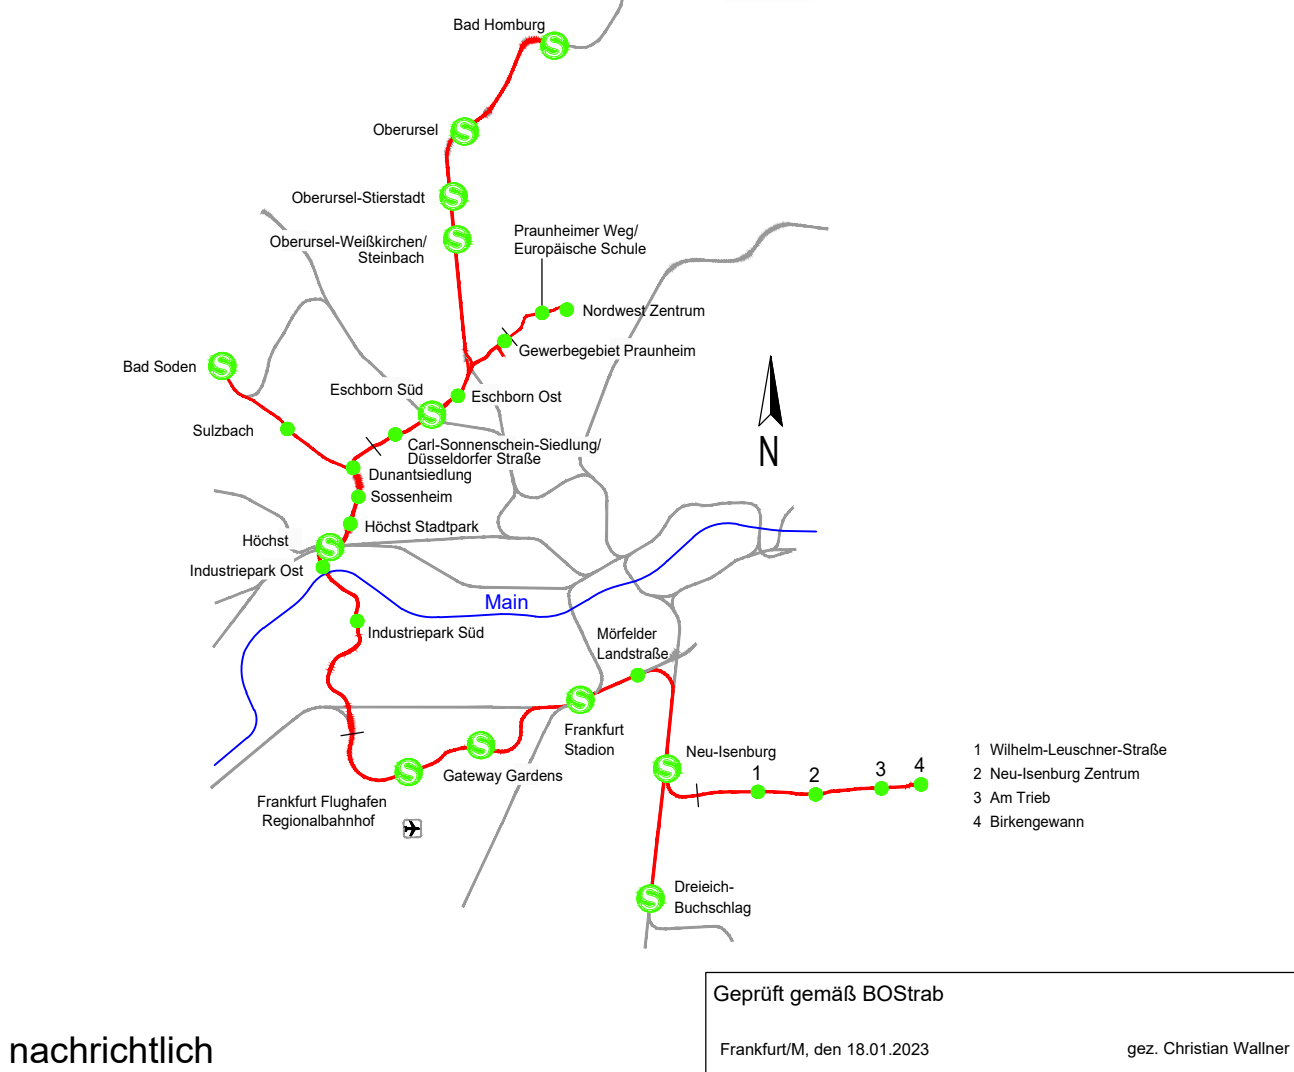 Bad Homburg
Oberursel
Oberursel-Stierstadt
Oberursel-Weißkirchen/
Steinbach
Praunheimer Weg/
Europäische Schule
Nordwest Zentrum
Gewerbegebiet Praunheim
Bad Soden
Eschborn Süd
Eschborn Ost
Sulzbach
Carl-Sonnenschein-Siedlung/
Düsseldorfer Straße
Dunantsiedlung
N
Sossenheim
Höchst Stadtpark
Höchst
Industriepark Ost
Main
Industriepark Süd
Mörfelder
Landstraße
Frankfurt
Stadion
Neu-Isenburg
Gateway Gardens
1 2 3 4
Frankfurt Flughafen
Regionalbahnhof
1 Wilhelm-Leuschner-Straße
2 Neu-Isenburg Zentrum
3 Am Trieb
4 Birkengewann
Dreieich-
Buchschlag
Geprüft gemäß BOStrab
Frankfurt/M, den 18.01.2023 gez. Christian Wallner
nachrichtlich